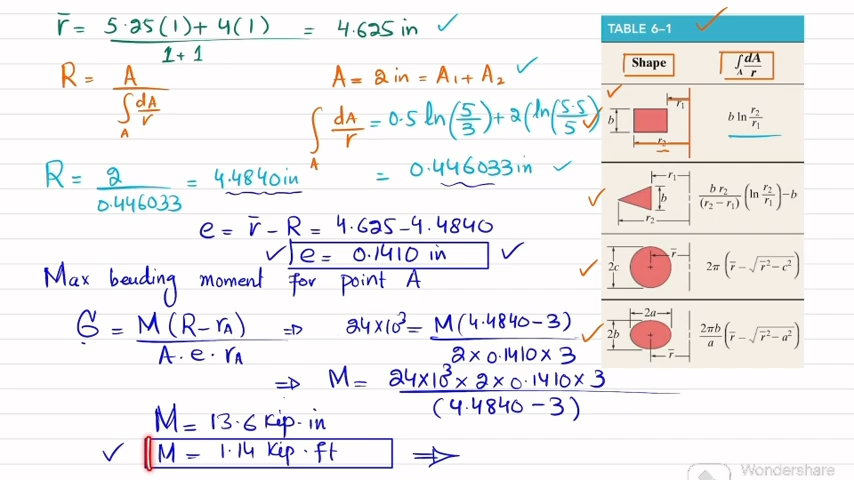 r̄ = 5.25(1) + 4(1) / 1+1 = 4.625 in
R = A / ∫_A dA/r
A = 2 in = A1 + A2
∫_A dA/r = 0.5 ln(5/3) + 2(ln(5.5/5)
R = 2 / 0.446033 = 4.4840 in
= 0.446033 in
e = r̄ - R = 4.625 - 4.4840
e = 0.1410 in
Max bending moment for point A
σ = M(R - rA) / A . e . rA ⇒ 24×10³ = M(4.4840 - 3) / 2 × 0.1410 × 3
⇒ M = 24×10³ × 2 × 0.1410 × 3 / (4.4840 - 3)
M = 13.6 kip.in
M = 1.14 kip.ft ⇒
TABLE 6–1
Shape ∫_A dA/r
b r1 r2 b ln r2/r1
r1 b r2 b r2/(r2 – r1) (ln r2/r1) – b
2c r̄ 2π (r̄ – √(r̄² – c²))
2a 2b r̄ 2πb/a (r̄ – √(r̄² – a²))
Wondershare